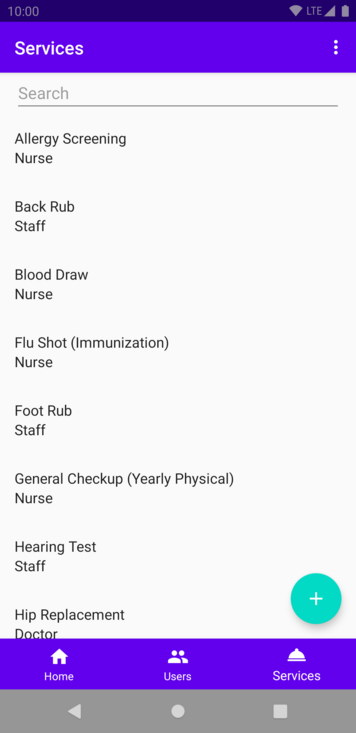 10:00
LTE
Services
Search
Allergy Screening
Nurse
Back Rub
Staff
Blood Draw
Nurse
Flu Shot (Immunization)
Nurse
Foot Rub
Staff
General Checkup (Yearly Physical)
Nurse
Hearing Test
Staff
Hip Replacement
Doctor
Home
Users
Services